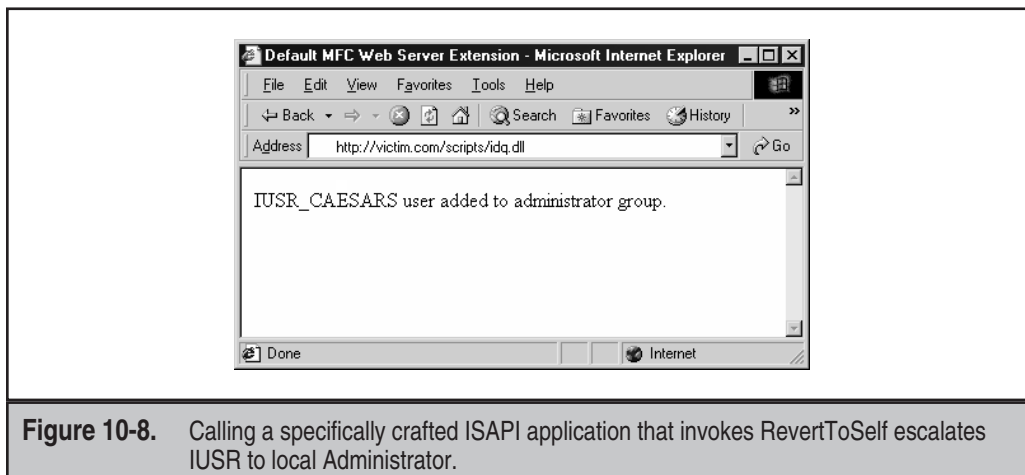 Default MFC Web Server Extension - Microsoft Internet Explorer
File Edit View Favorites Tools Help
Back Search Favorites History »
Address http://victim.com/scripts/idq.dll Go
IUSR_CAESARS user added to administrator group.
Done Internet
Figure 10-8. Calling a specifically crafted ISAPI application that invokes RevertToSelf escalates
IUSR to local Administrator.